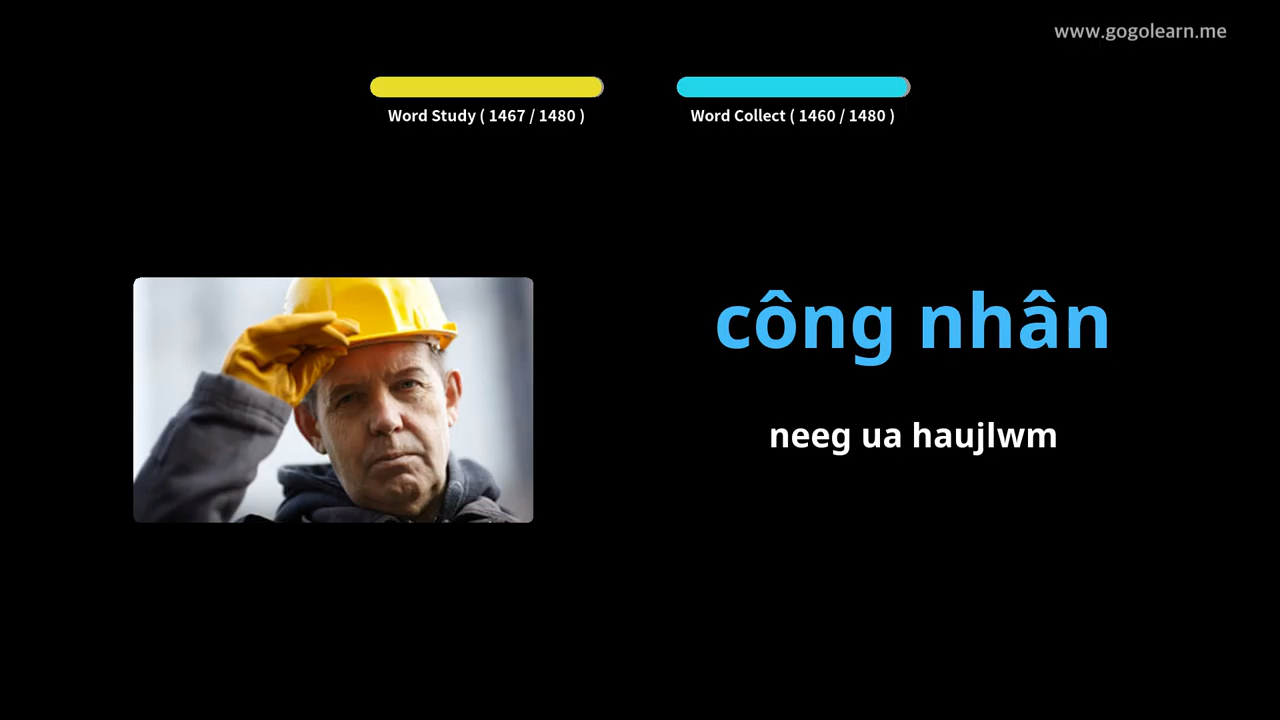 www.gogolearn.me
Word Study ( 1467 / 1480 )
Word Collect ( 1460 / 1480 )
công nhân
neeg ua haujlwm